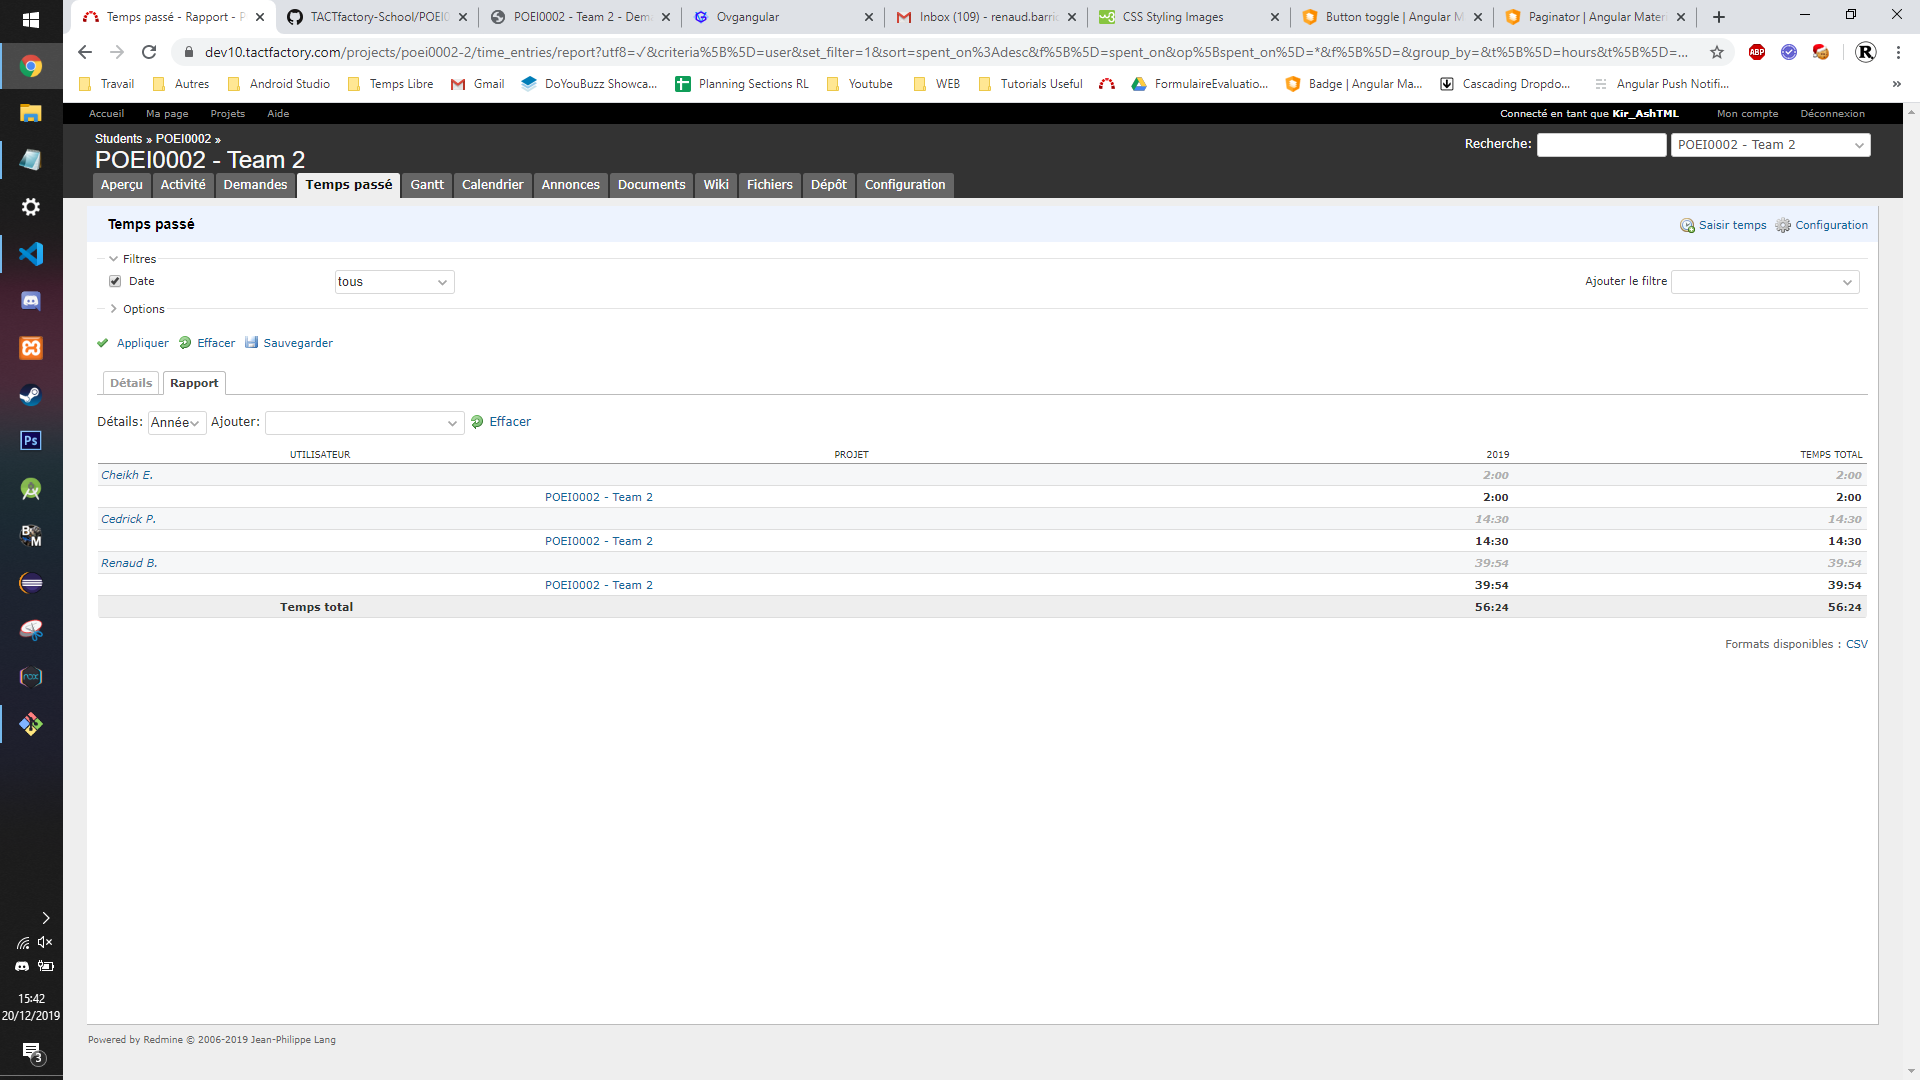 Temps passé - Rapport - P
TACTfactory-School/POEI0
POEI0002 - Team 2 - Dem
Ovgangular
Inbox (109) - renaud.barri
CSS Styling Images
Button toggle | Angular M
Paginator | Angular Mater
dev10.tactfactory.com/projects/poei0002-2/time_entries/report?utf8=✓&criteria%5B%5D=user&set_filter=1&sort=spent_on%3Adesc&f%5B%5D=spent_on&op%5Bspent_on%5D=*&f%5B%5D=&group_by=&t%5B%5D=hours&t%5B%5D=...
ABP
R
Travail
Autres
Android Studio
Temps Libre
Gmail
DoYouBuzz Showca...
Planning Sections RL
Youtube
WEB
Tutorials Useful
FormulaireEvaluatio...
Badge | Angular Ma...
Cascading Dropdo...
Angular Push Notifi...
»
Accueil Ma page Projets Aide
Connecté en tant que Kir_AshTML Mon compte Déconnexion
Students » POEI0002 »
POEI0002 - Team 2
Recherche: POEI0002 - Team 2
Aperçu Activité Demandes Temps passé Gantt Calendrier Annonces Documents Wiki Fichiers Dépôt Configuration
Temps passé
Saisir temps Configuration
Filtres
Date tous Ajouter le filtre
Options
Appliquer Effacer Sauvegarder
Détails Rapport
Détails: Année Ajouter: Effacer
UTILISATEUR PROJET 2019 TEMPS TOTAL
Cheikh E. 2:00 2:00
POEI0002 - Team 2 2:00 2:00
Cedrick P. 14:30 14:30
POEI0002 - Team 2 14:30 14:30
Renaud B. 39:54 39:54
POEI0002 - Team 2 39:54 39:54
Temps total 56:24 56:24
Formats disponibles : CSV
Powered by Redmine © 2006-2019 Jean-Philippe Lang
Ps
15:42
20/12/2019
3